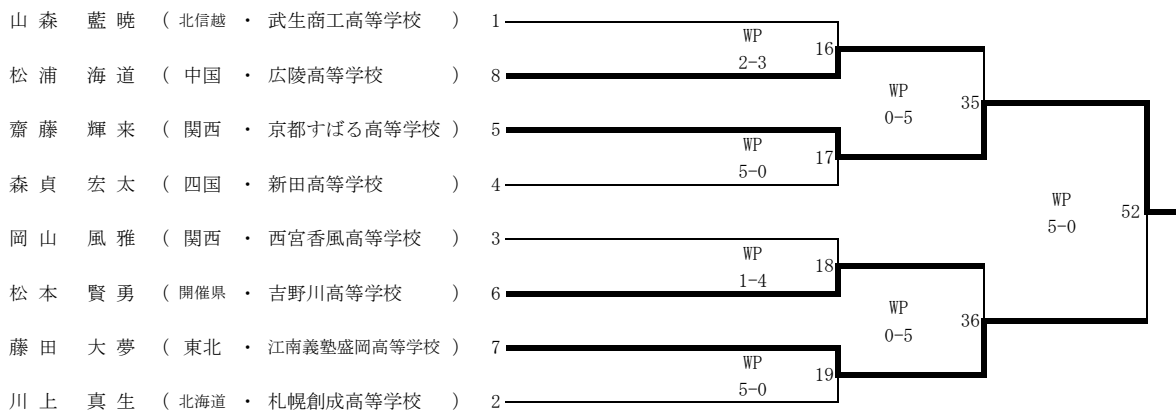 山森 藍暁 ( 北信越 ・ 武生商工高等学校 ) 1
WP
2-3
16
松浦 海道 ( 中国 ・ 広陵高等学校 ) 8
WP
0-5
35
齋藤 輝来 ( 関西 ・ 京都すばる高等学校 ) 5
WP
5-0
17
森貞 宏太 ( 四国 ・ 新田高等学校 ) 4
WP
5-0
52
岡山 風雅 ( 関西 ・ 西宮香風高等学校 ) 3
WP
1-4
18
松本 賢勇 ( 開催県 ・ 吉野川高等学校 ) 6
WP
0-5
36
藤田 大夢 ( 東北 ・ 江南義塾盛岡高等学校 ) 7
WP
5-0
19
川上 真生 ( 北海道 ・ 札幌創成高等学校 ) 2